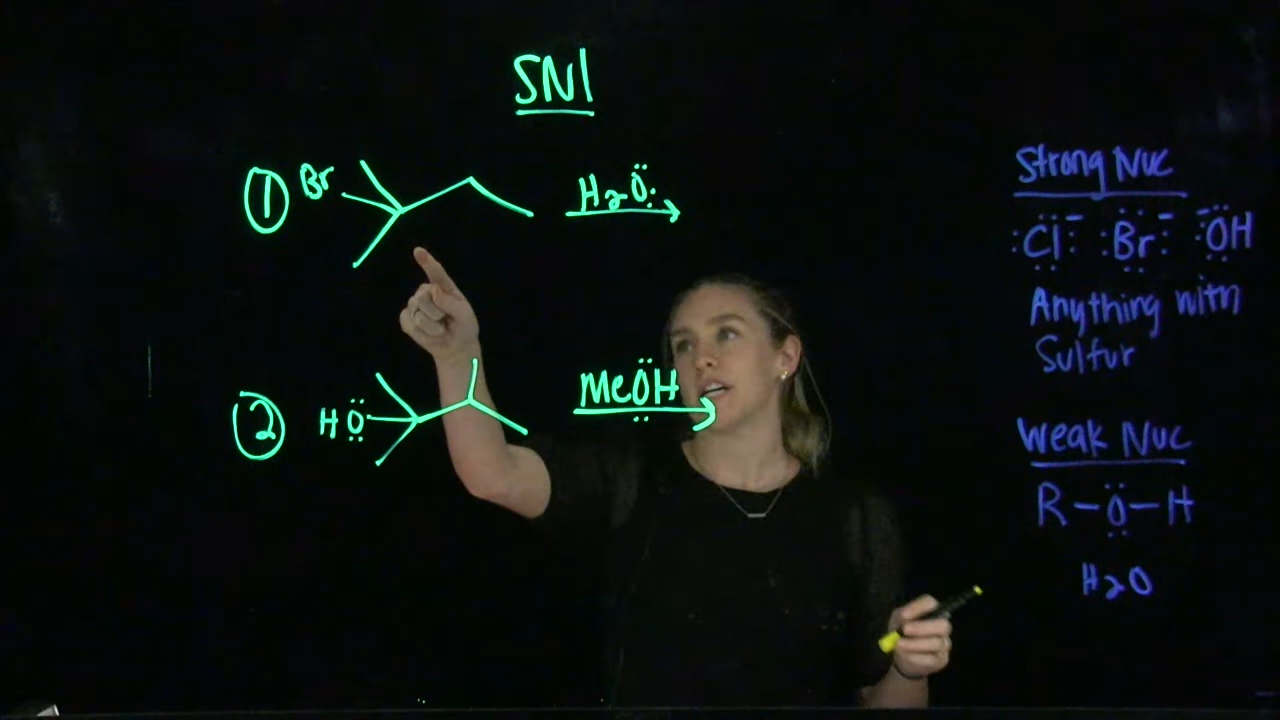 SN1
① Br H₂O
② HO MeOH
Strong Nuc
:Cl:⁻ :Br:⁻ ⁻:OH
Anything with
Sulfur
Weak Nuc
R-O-H
H₂O